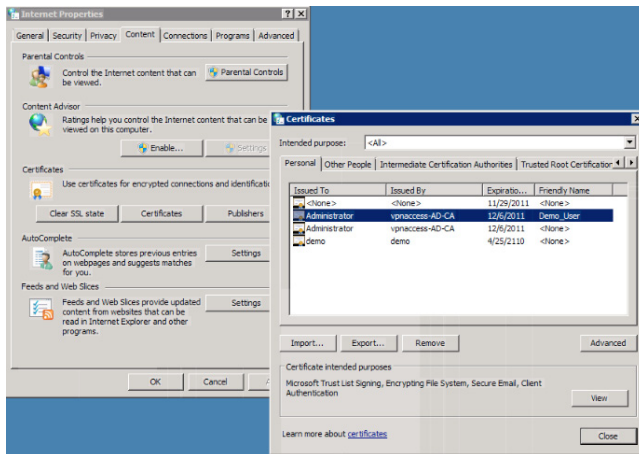 Internet Properties
General Security Privacy Content Connections Programs Advanced
Parental Controls
Control the Internet content that can
be viewed.
Parental Controls
Content Advisor
Ratings help you control the Internet content that can be
viewed on this computer.
Enable...
Settings
Certificates
Use certificates for encrypted connections and
Clear SSL state
Certificates
Publishers
AutoComplete
AutoComplete stores previous entries
on webpages and suggests matches
for you.
Settings
Feeds and Web Slices
Feeds and Web Slices provide updated
content from websites that can be
read in Internet Explorer and other
programs.
Settings
OK
Cancel
Certificates
Intended purpose:
<All>
Personal Other People Intermediate Certification Authorities Trusted Root
Issued To Issued By Expiratio... Friendly Name
<None> <None> 11/29/2011 <None>
Administrator vpnaccess-AD-CA 12/6/2011 Demo_User
Administrator vpnaccess-AD-CA 12/6/2011 <None>
demo demo 4/25/2110 <None>
Import...
Export...
Remove
Advanced
Certificate intended purposes
Microsoft Trust List Signing, Encrypting File System, Secure Email, Client
Authentication
View
Learn more about certificates
Close